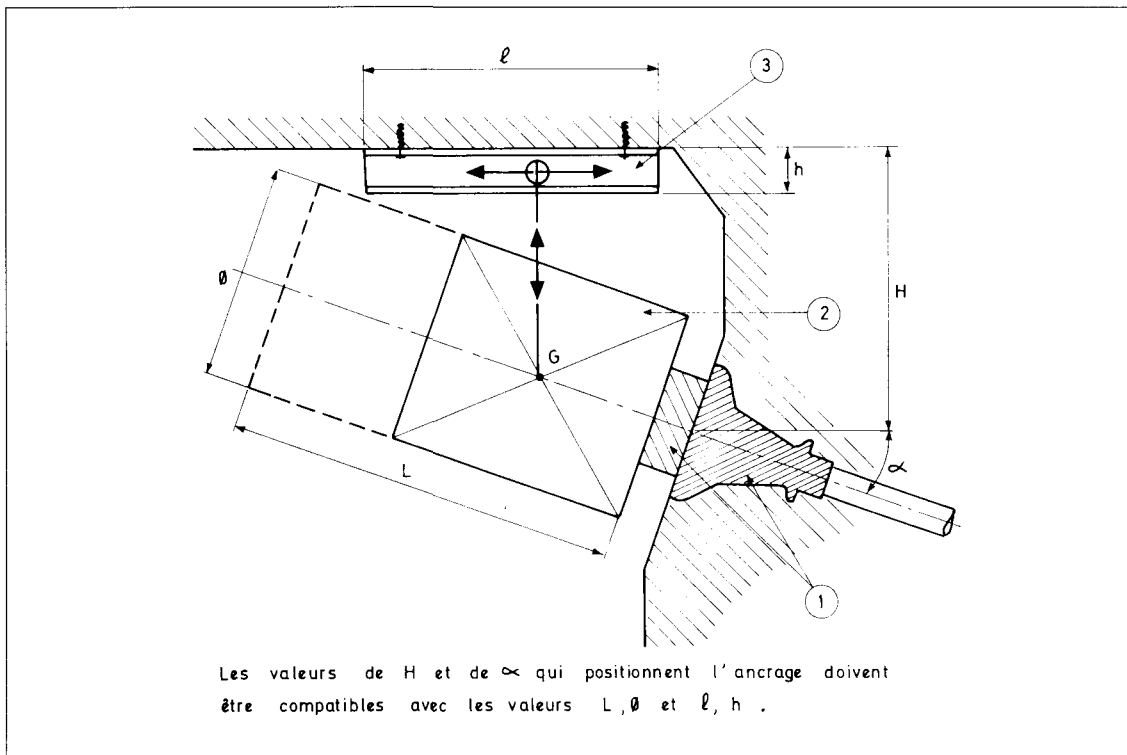 ℓ
3
h
Ø
H
2
G
L
α
1
Les valeurs de H et de α qui positionnent l'ancrage doivent
être compatibles avec les valeurs L, Ø et ℓ, h .